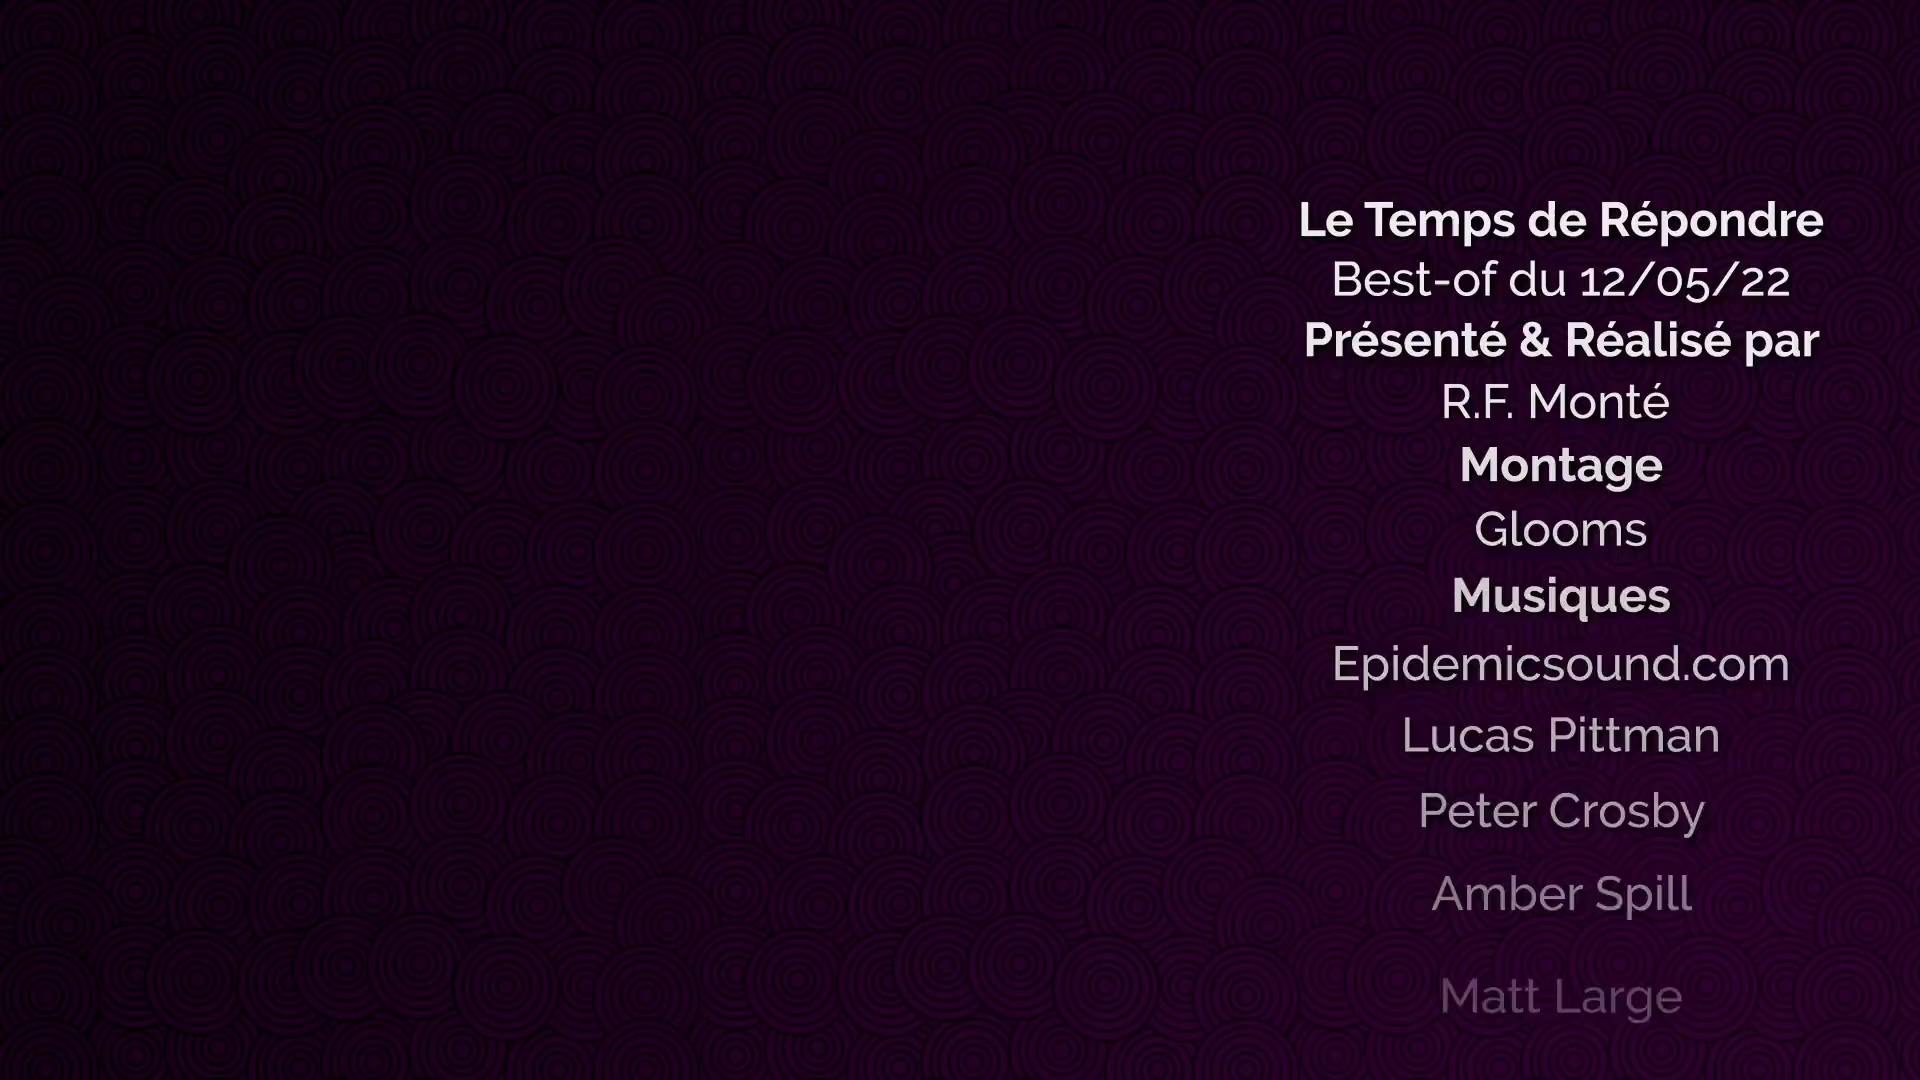 Le Temps de Répondre
Best-of du 12/05/22
Présenté & Réalisé par
R.F. Monté
Montage
Glooms
Musiques
Epidemicsound.com
Lucas Pittman
Peter Crosby
Amber Spill
Matt Large